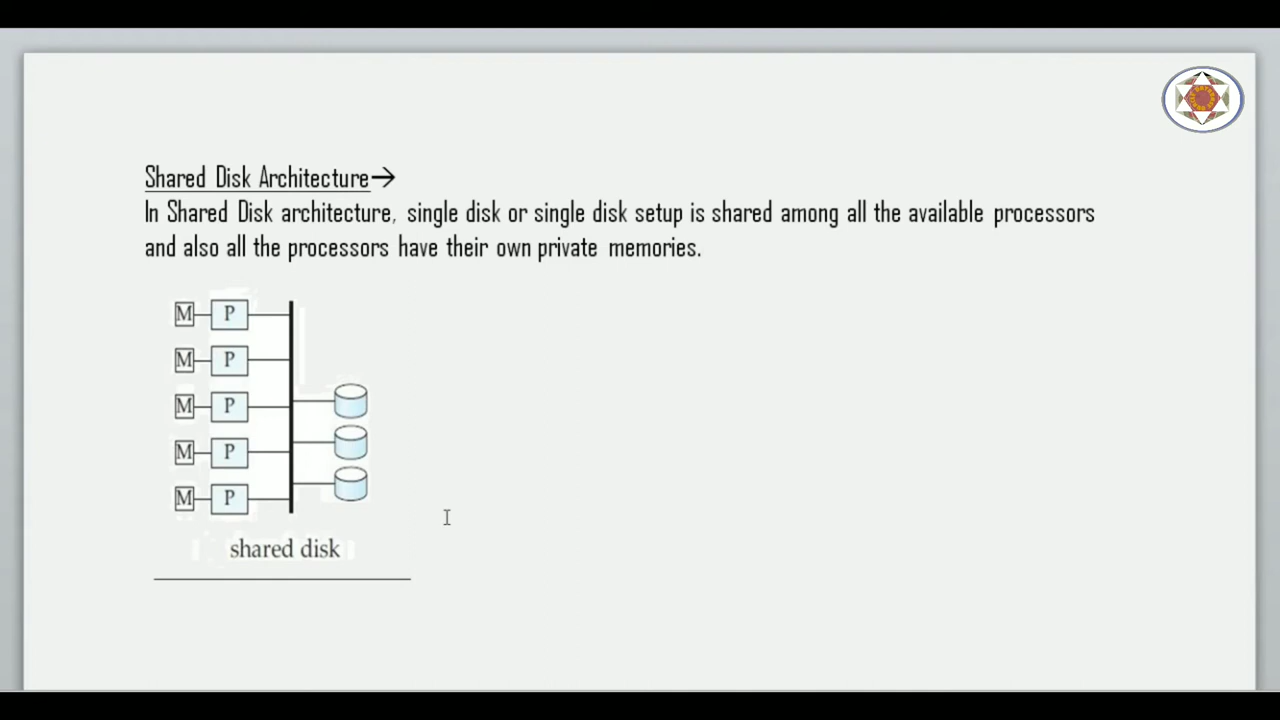 Shared Disk Architecture→
In Shared Disk architecture, single disk or single disk setup is shared among all the available processors
and also all the processors have their own private memories.
M P
M P
M P
M P
M P
shared disk